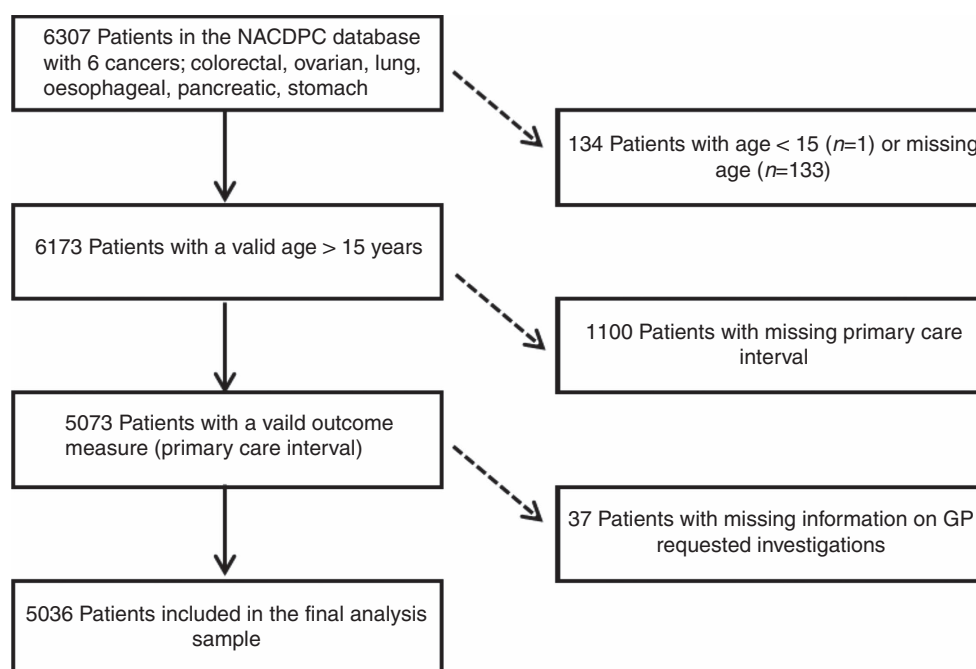 6307 Patients in the NACDPC database
with 6 cancers; colorectal, ovarian, lung,
oesophageal, pancreatic, stomach
134 Patients with age < 15 (n=1) or missing
age (n=133)
6173 Patients with a valid age > 15 years
1100 Patients with missing primary care
interval
5073 Patients with a vaild outcome
measure (primary care interval)
37 Patients with missing information on GP
requested investigations
5036 Patients included in the final analysis
sample